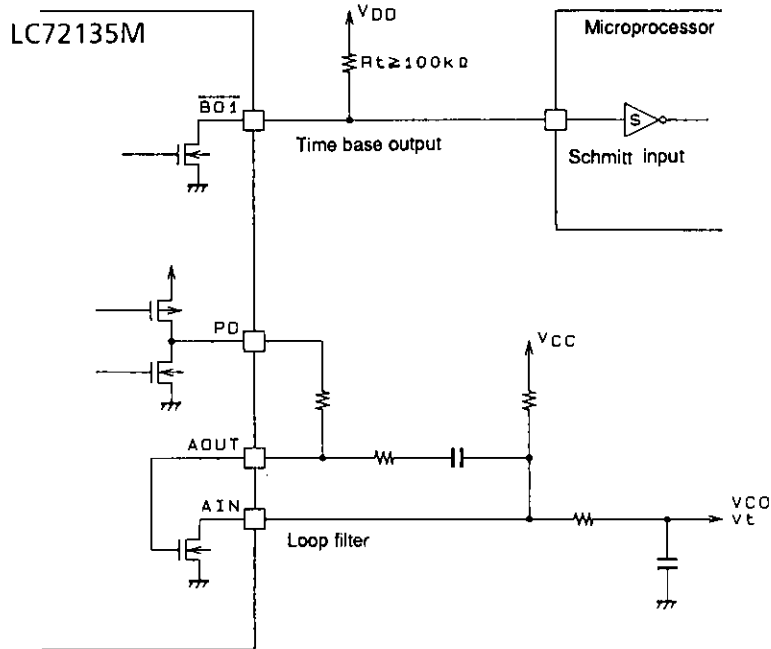 LC72135M
VDD
Microprocessor
Rt≥100kΩ
BO1
Time base output
S
Schmitt input
PD
VCC
AOUT
AIN
Loop filter
VCO
Vt